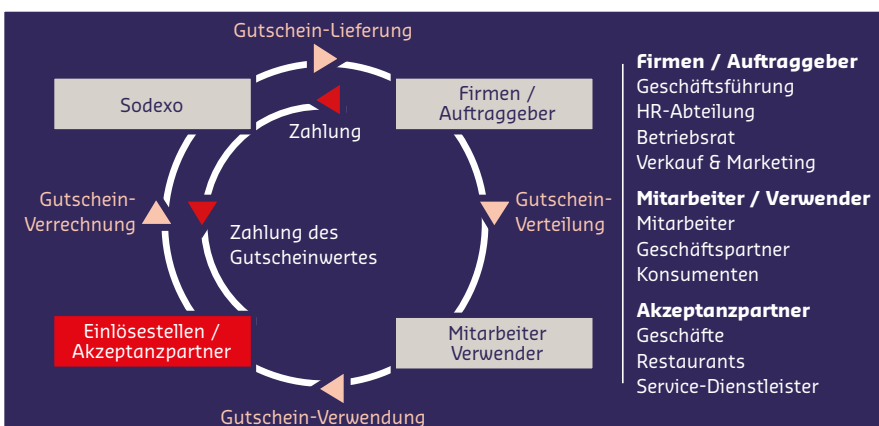 Gutschein-Lieferung
Sodexo
Firmen /
Auftraggeber
Zahlung
Gutschein-
Verrechnung
Zahlung des
Gutscheinwertes
Gutschein-
Verteilung
Einlösestellen /
Akzeptanzpartner
Mitarbeiter
Verwender
Gutschein-Verwendung
Firmen / Auftraggeber
Geschäftsführung
HR-Abteilung
Betriebsrat
Verkauf & Marketing
Mitarbeiter / Verwender
Mitarbeiter
Geschäftspartner
Konsumenten
Akzeptanzpartner
Geschäfte
Restaurants
Service-Dienstleister